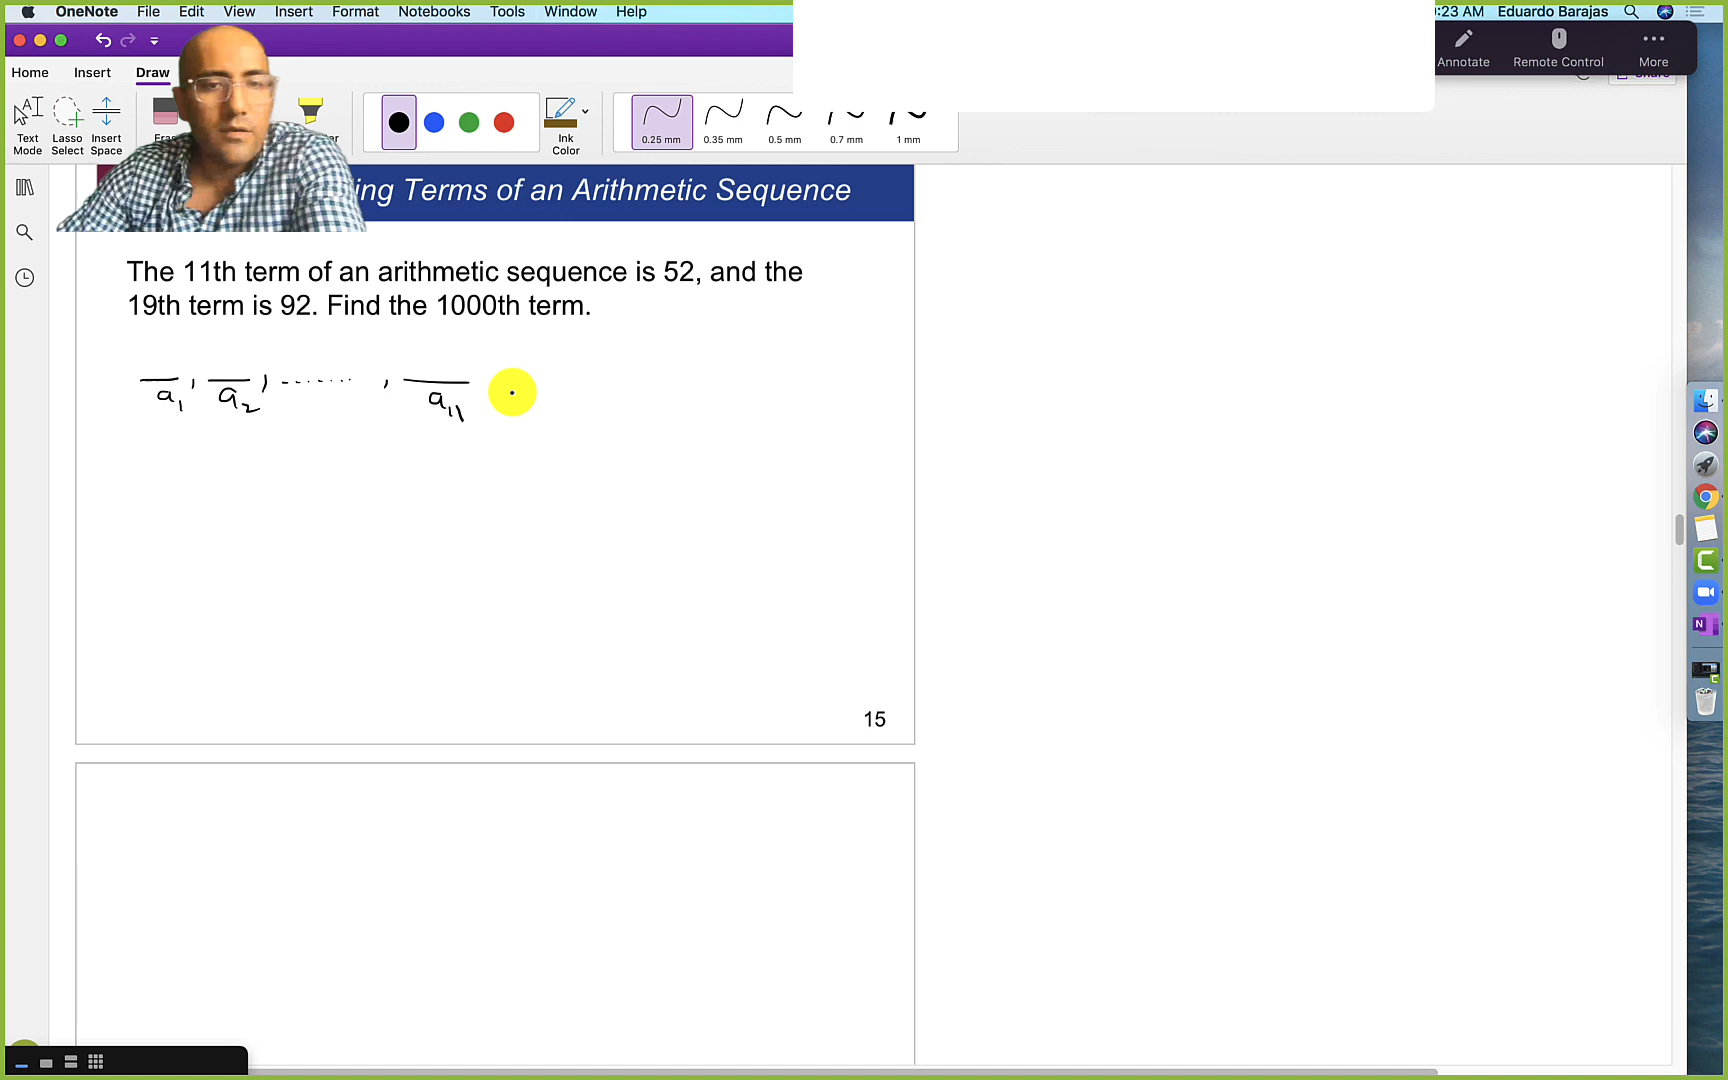 OneNote File Edit View Insert Format Notebooks Tools Window Help
:23 AM Eduardo Barajas
Annotate Remote Control More
Home Insert Draw
Share
Text Mode
Lasso Select
Insert Space
Ink Color
0.25 mm 0.35 mm 0.5 mm 0.7 mm 1 mm
ing Terms of an Arithmetic Sequence
The 11th term of an arithmetic sequence is 52, and the
19th term is 92. Find the 1000th term.
a₁ , a₂ , ........ , a₁₁
15